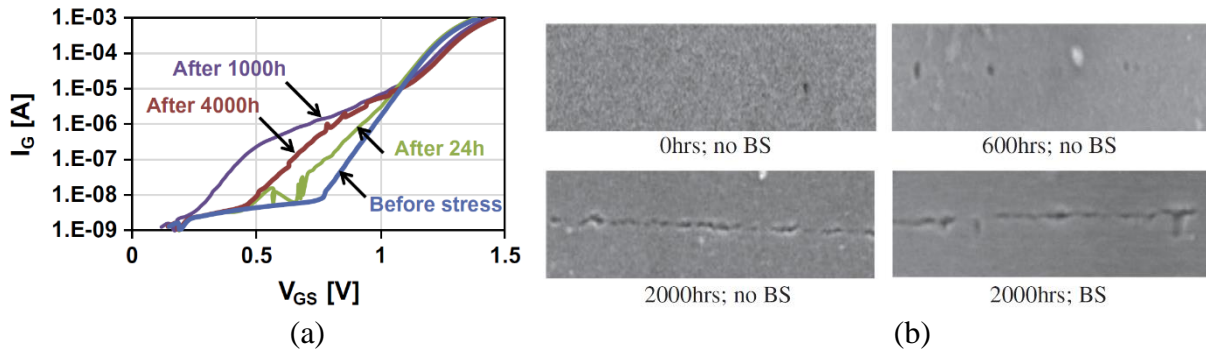 1.E-03
1.E-04
1.E-05
1.E-06
1.E-07
1.E-08
1.E-09
I_G [A]
After 1000h
After 4000h
After 24h
Before stress
0 0.5 1 1.5
V_GS [V]
(a)
0hrs; no BS
600hrs; no BS
2000hrs; no BS
2000hrs; BS
(b)